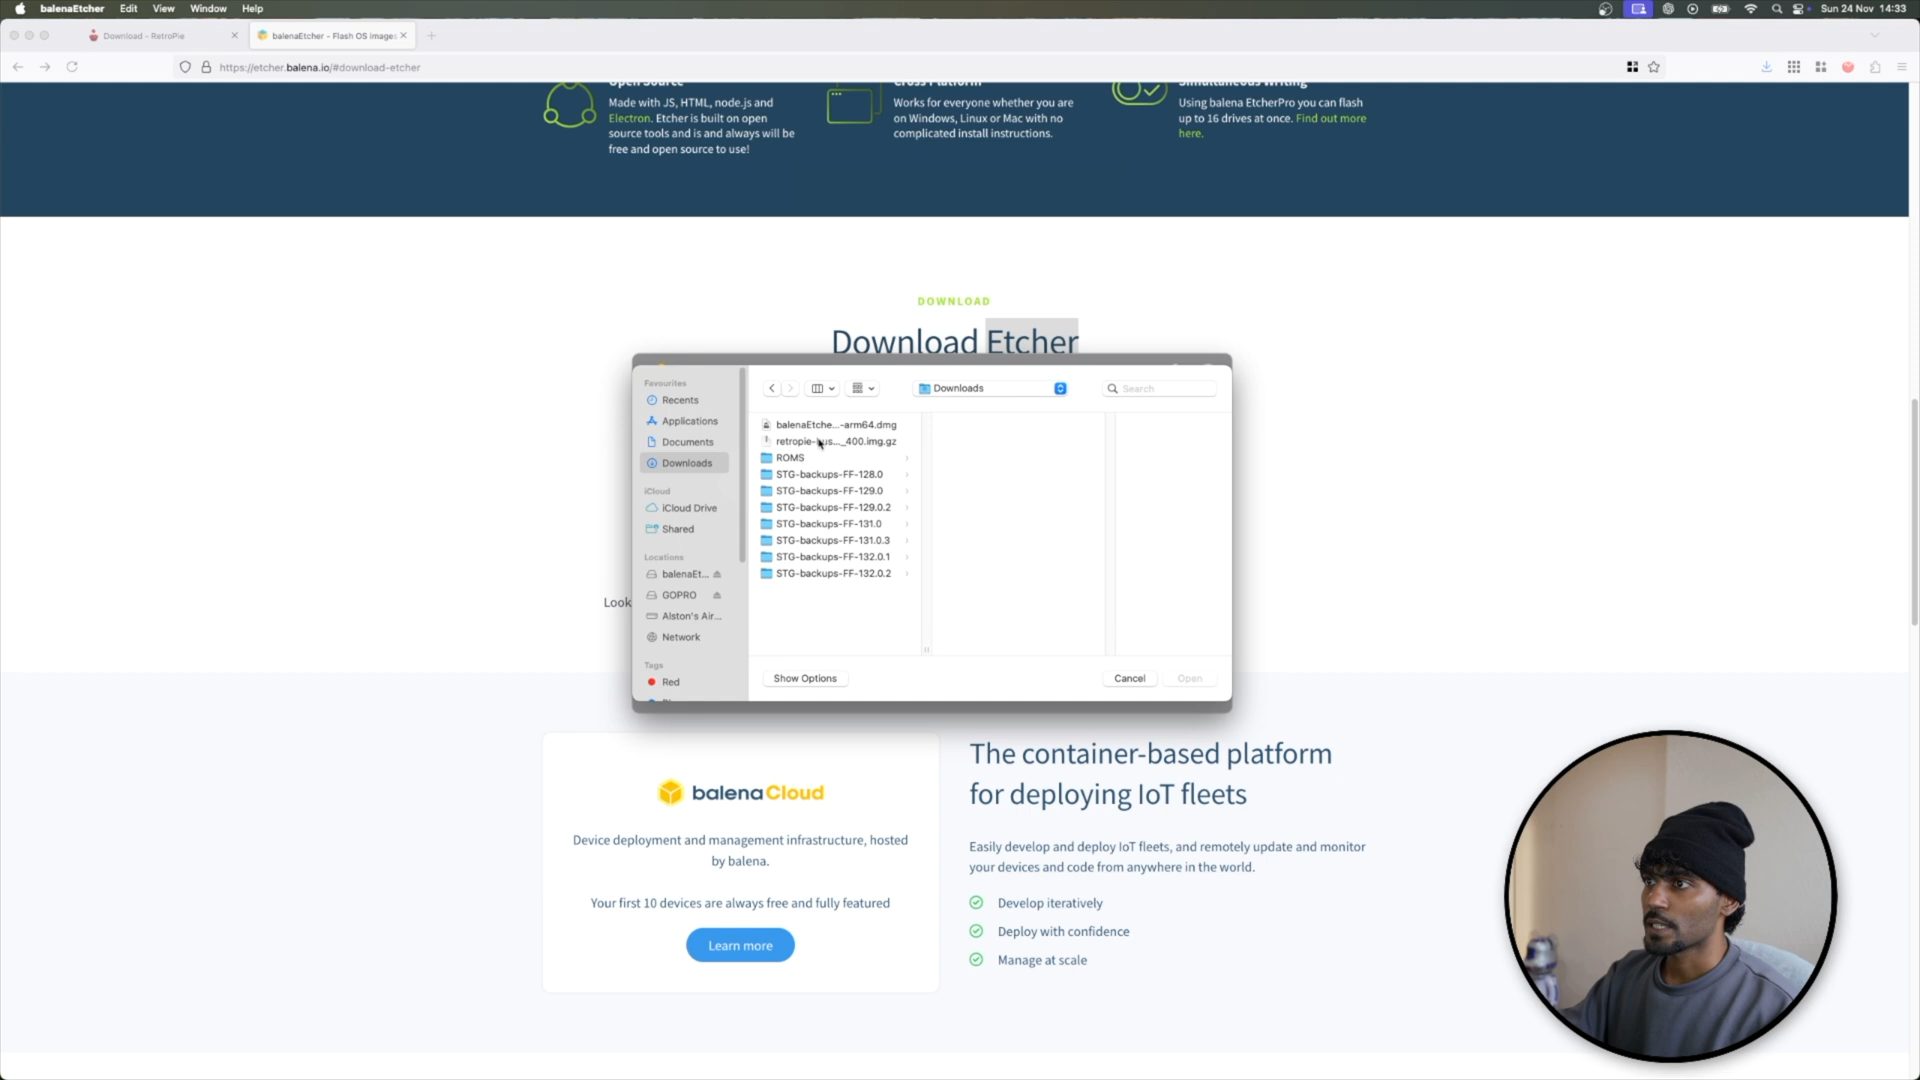 balenaEtcher Edit View Window Help
Sun 24 Nov 14:33
Download - RetroPie
balenaEtcher - Flash OS images
https://etcher.balena.io/#download-etcher
Open Source
Made with JS, HTML, node.js and
Electron. Etcher is built on open
source tools and is and always will be
free and open source to use!
Cross Platform
Works for everyone whether you are
on Windows, Linux or Mac with no
complicated install instructions.
Simultaneous Writing
Using balena EtcherPro you can flash
up to 16 drives at once. Find out more
here.
DOWNLOAD
Download Etcher
Look
Favourites
Recents
Applications
Documents
Downloads
iCloud
iCloud Drive
Shared
Locations
balenaEt...
GOPRO
Alston's Air...
Network
Tags
Red
Downloads
Search
balenaEtche...-arm64.dmg
retropie-bus..._400.img.gz
ROMS
STG-backups-FF-128.0
STG-backups-FF-129.0
STG-backups-FF-129.0.2
STG-backups-FF-131.0
STG-backups-FF-131.0.3
STG-backups-FF-132.0.1
STG-backups-FF-132.0.2
Show Options
Cancel
Open
balenaCloud
Device deployment and management infrastructure, hosted
by balena.
Your first 10 devices are always free and fully featured
Learn more
The container-based platform
for deploying IoT fleets
Easily develop and deploy IoT fleets, and remotely update and monitor
your devices and code from anywhere in the world.
Develop iteratively
Deploy with confidence
Manage at scale